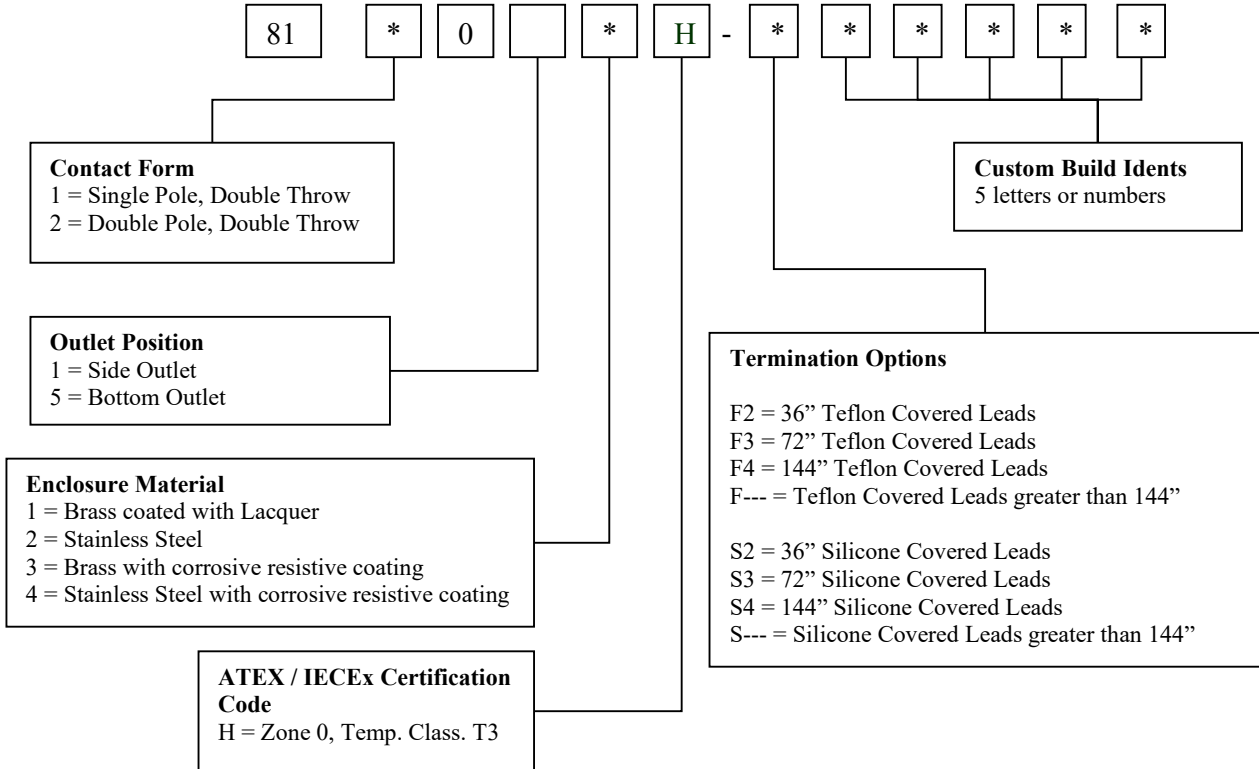 81 * 0 * H - * * * * * *
Contact Form
1 = Single Pole, Double Throw
2 = Double Pole, Double Throw
Custom Build Idents
5 letters or numbers
Outlet Position
1 = Side Outlet
5 = Bottom Outlet
Termination Options
F2 = 36” Teflon Covered Leads
F3 = 72” Teflon Covered Leads
F4 = 144” Teflon Covered Leads
F--- = Teflon Covered Leads greater than 144”
S2 = 36” Silicone Covered Leads
S3 = 72” Silicone Covered Leads
S4 = 144” Silicone Covered Leads
S--- = Silicone Covered Leads greater than 144”
Enclosure Material
1 = Brass coated with Lacquer
2 = Stainless Steel
3 = Brass with corrosive resistive coating
4 = Stainless Steel with corrosive resistive coating
ATEX / IECEx Certification
Code
H = Zone 0, Temp. Class. T3